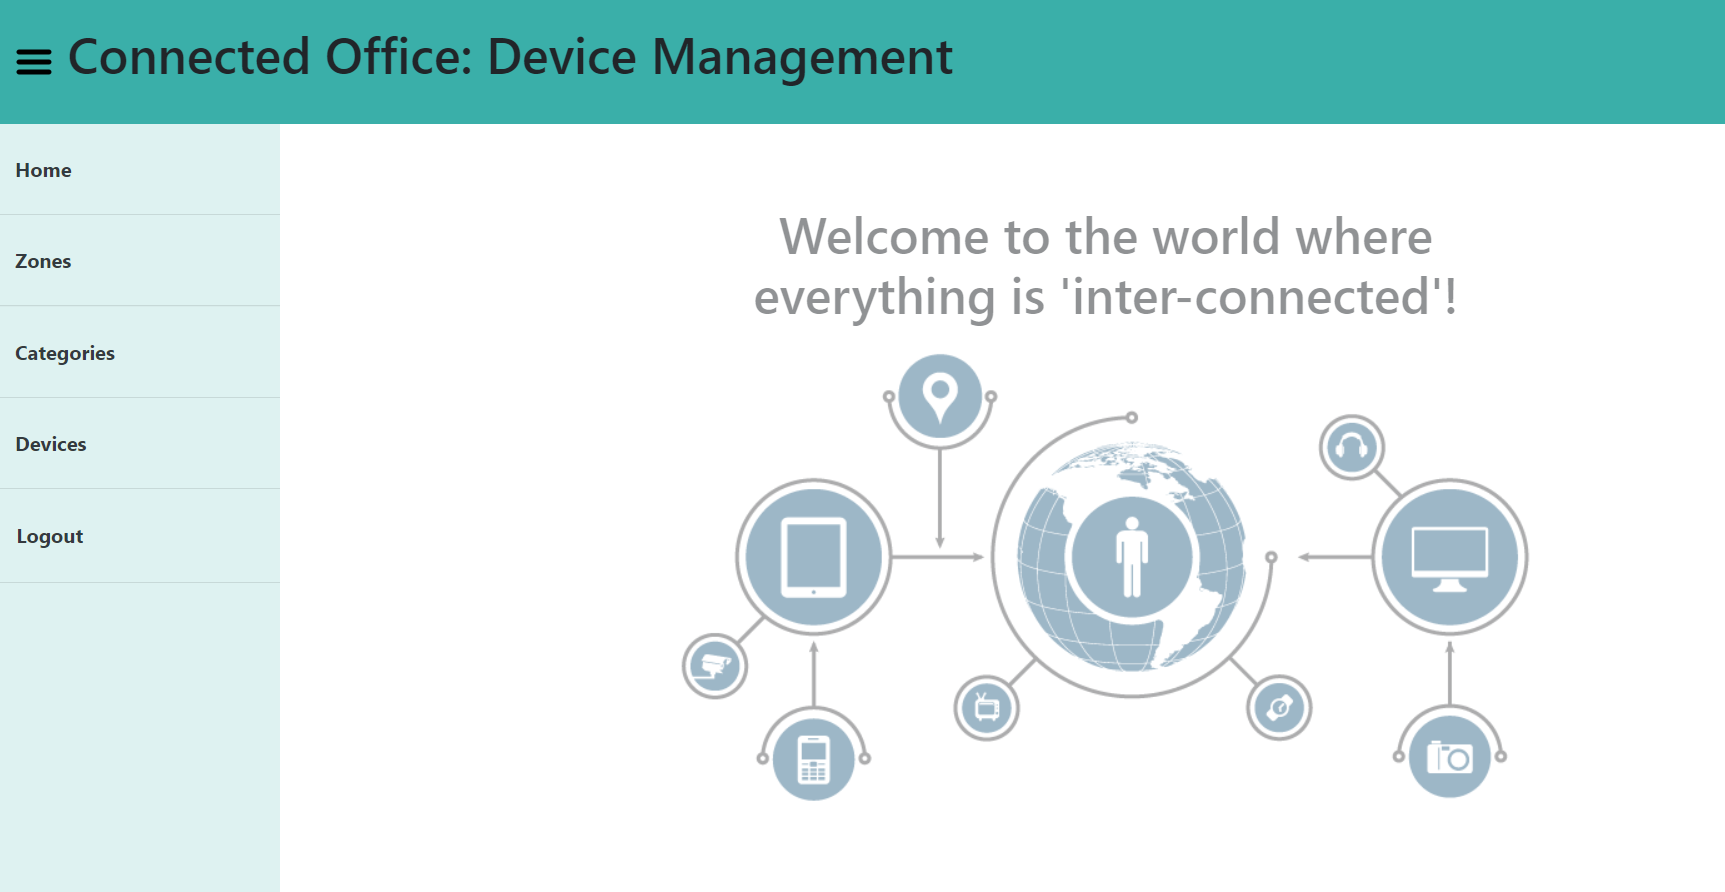 Connected Office: Device Management
Home
Zones
Categories
Devices
Logout
Welcome to the world where
everything is 'inter-connected'!